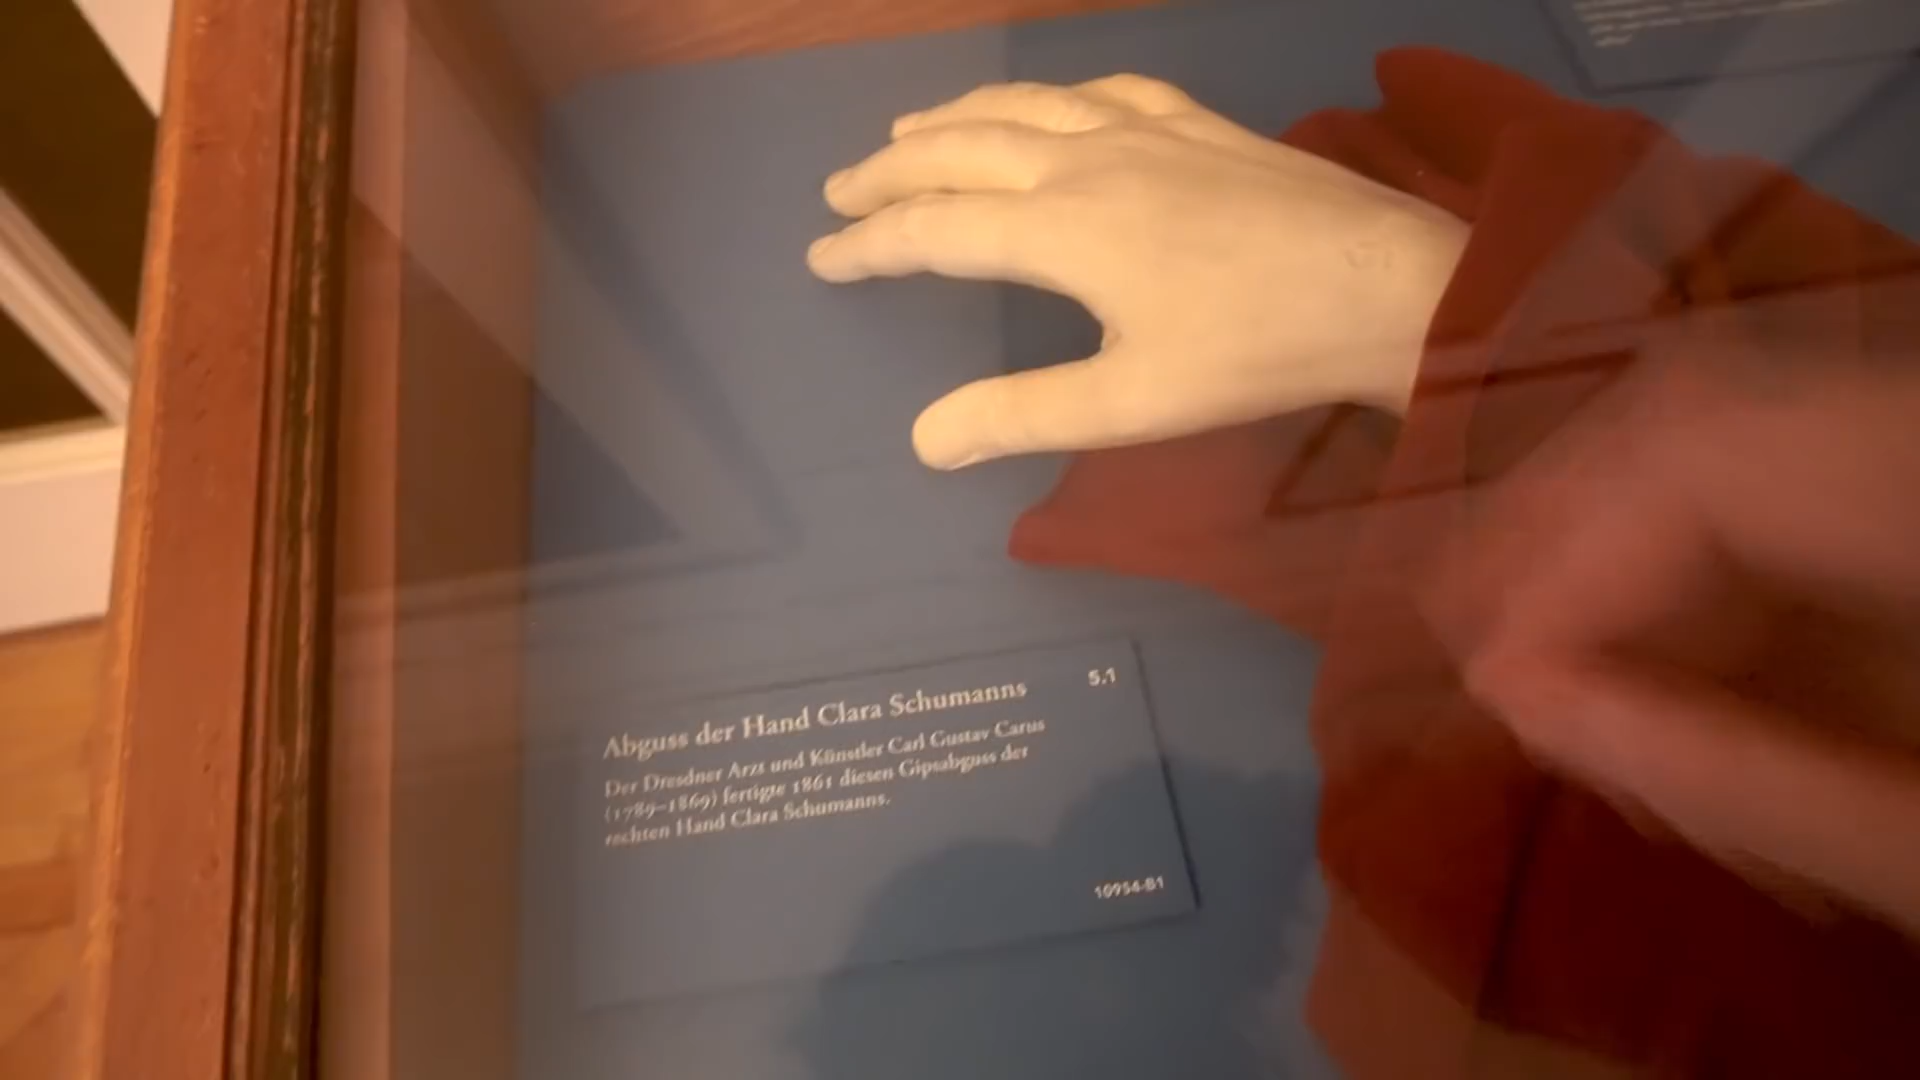 Abguss der Hand Clara Schumanns 5.1
Der Dresdner Arzt und Künstler Carl Gustav Carus
(1789–1869) fertigte 1861 diesen Gipsabguss der
rechten Hand Clara Schumanns.
10954-B1